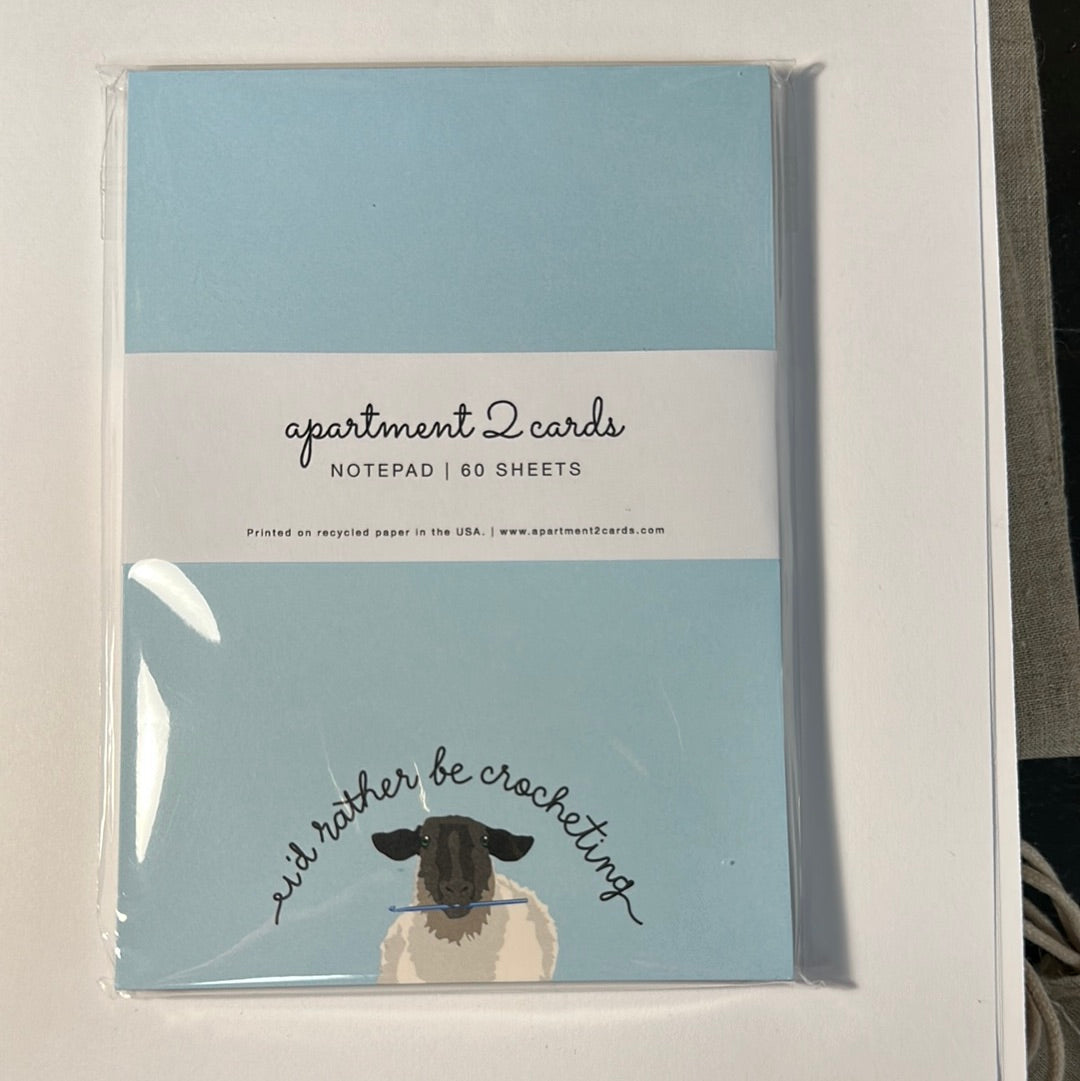 apartment 2 cards
NOTEPAD | 60 SHEETS
Printed on recycled paper in the USA. | www.apartment2cards.com
i'd rather be crocheting